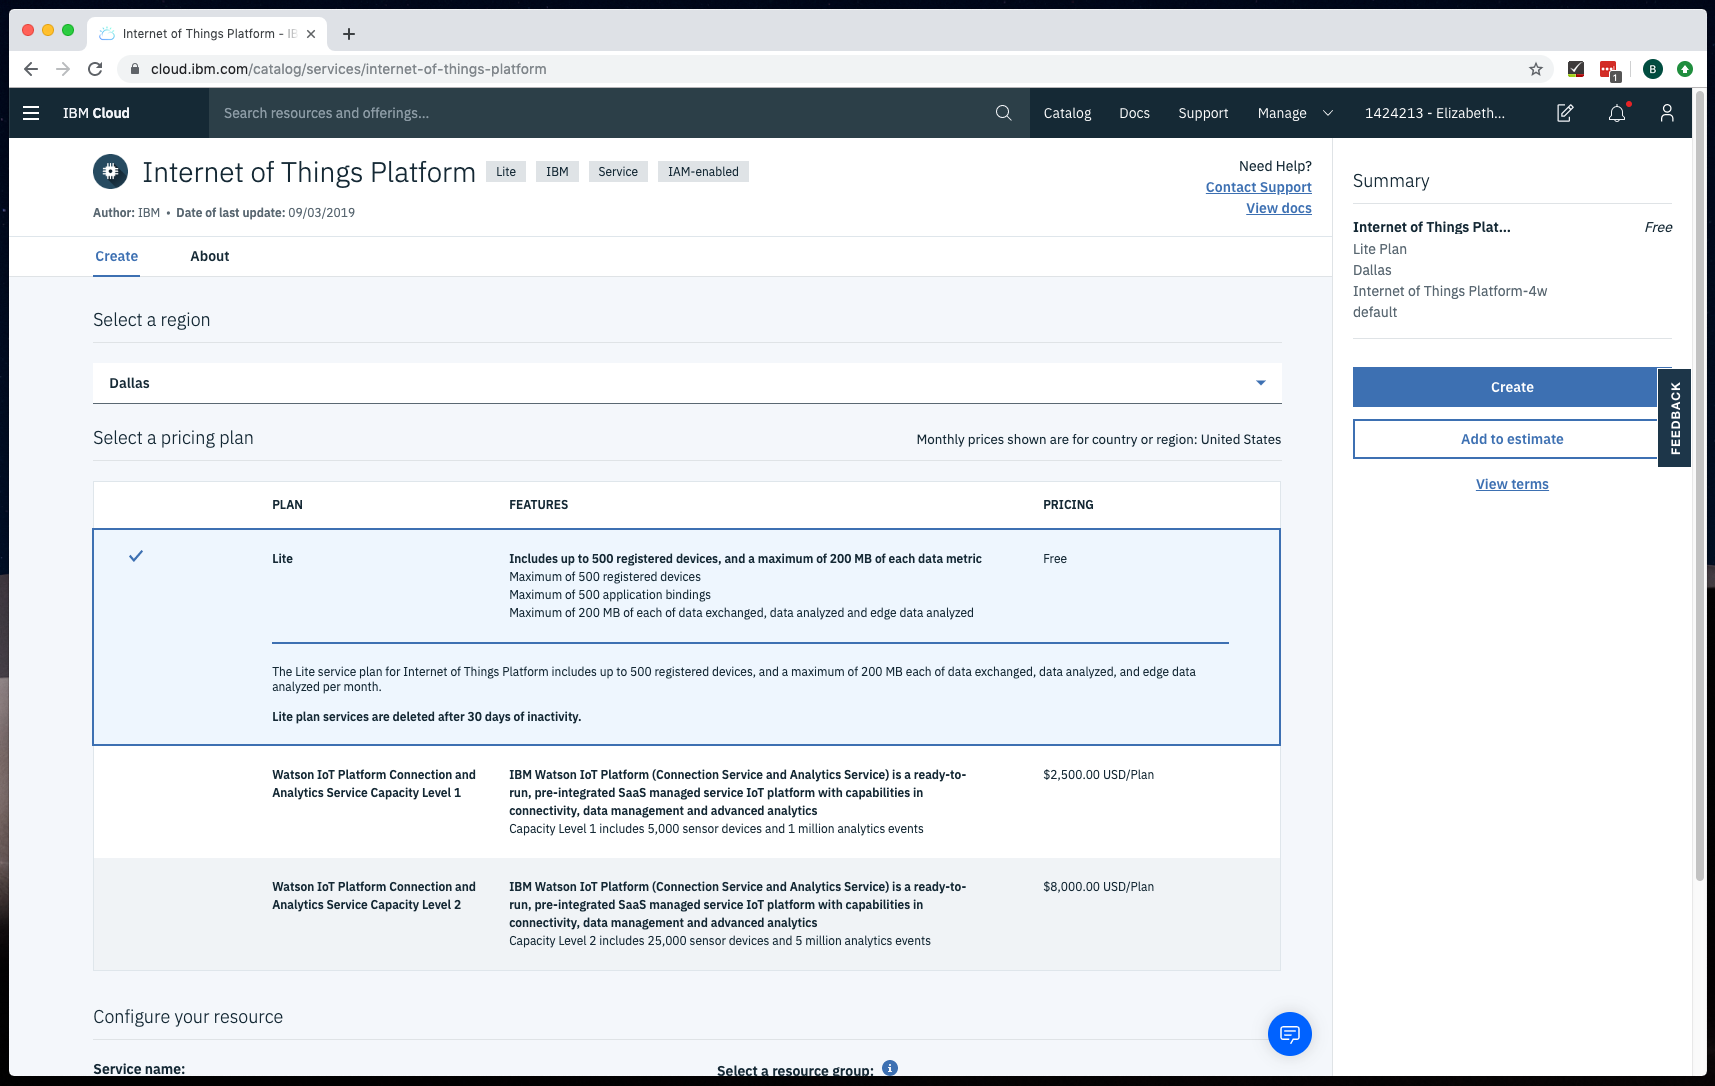 Internet of Things Platform - IB
cloud.ibm.com/catalog/services/internet-of-things-platform
1
B
IBM Cloud
Search resources and offerings...
Catalog
Docs
Support
Manage
1424213 - Elizabeth...
Internet of Things Platform
Lite
IBM
Service
IAM-enabled
Author: IBM • Date of last update: 09/03/2019
Need Help?
Contact Support
View docs
Create
About
Select a region
Dallas
Select a pricing plan
Monthly prices shown are for country or region: United States
PLAN
FEATURES
PRICING
Lite
Includes up to 500 registered devices, and a maximum of 200 MB of each data metric
Free
Maximum of 500 registered devices
Maximum of 500 application bindings
Maximum of 200 MB of each of data exchanged, data analyzed and edge data analyzed
The Lite service plan for Internet of Things Platform includes up to 500 registered devices, and a maximum of 200 MB each of data exchanged, data analyzed, and edge data
analyzed per month.
Lite plan services are deleted after 30 days of inactivity.
Watson IoT Platform Connection and
Analytics Service Capacity Level 1
IBM Watson IoT Platform (Connection Service and Analytics Service) is a ready-to-
run, pre-integrated SaaS managed service IoT platform with capabilities in
connectivity, data management and advanced analytics
Capacity Level 1 includes 5,000 sensor devices and 1 million analytics events
$2,500.00 USD/Plan
Watson IoT Platform Connection and
Analytics Service Capacity Level 2
IBM Watson IoT Platform (Connection Service and Analytics Service) is a ready-to-
run, pre-integrated SaaS managed service IoT platform with capabilities in
connectivity, data management and advanced analytics
Capacity Level 2 includes 25,000 sensor devices and 5 million analytics events
$8,000.00 USD/Plan
Configure your resource
Service name:
Select a resource group:
Summary
Internet of Things Plat...
Free
Lite Plan
Dallas
Internet of Things Platform-4w
default
Create
Add to estimate
View terms
FEEDBACK